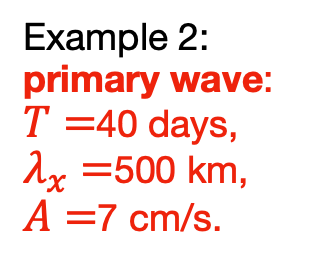 Example 2:
primary wave:
T =40 days,
λx =500 km,
A =7 cm/s.